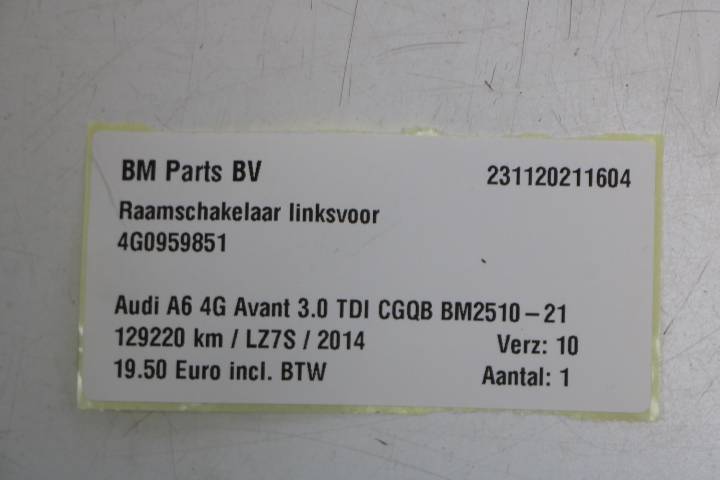 BM Parts BV 231120211604
Raamschakelaar linksvoor
4G0959851
Audi A6 4G Avant 3.0 TDI CGQB BM2510-21
129220 km / LZ7S / 2014 Verz: 10
19.50 Euro incl. BTW Aantal: 1